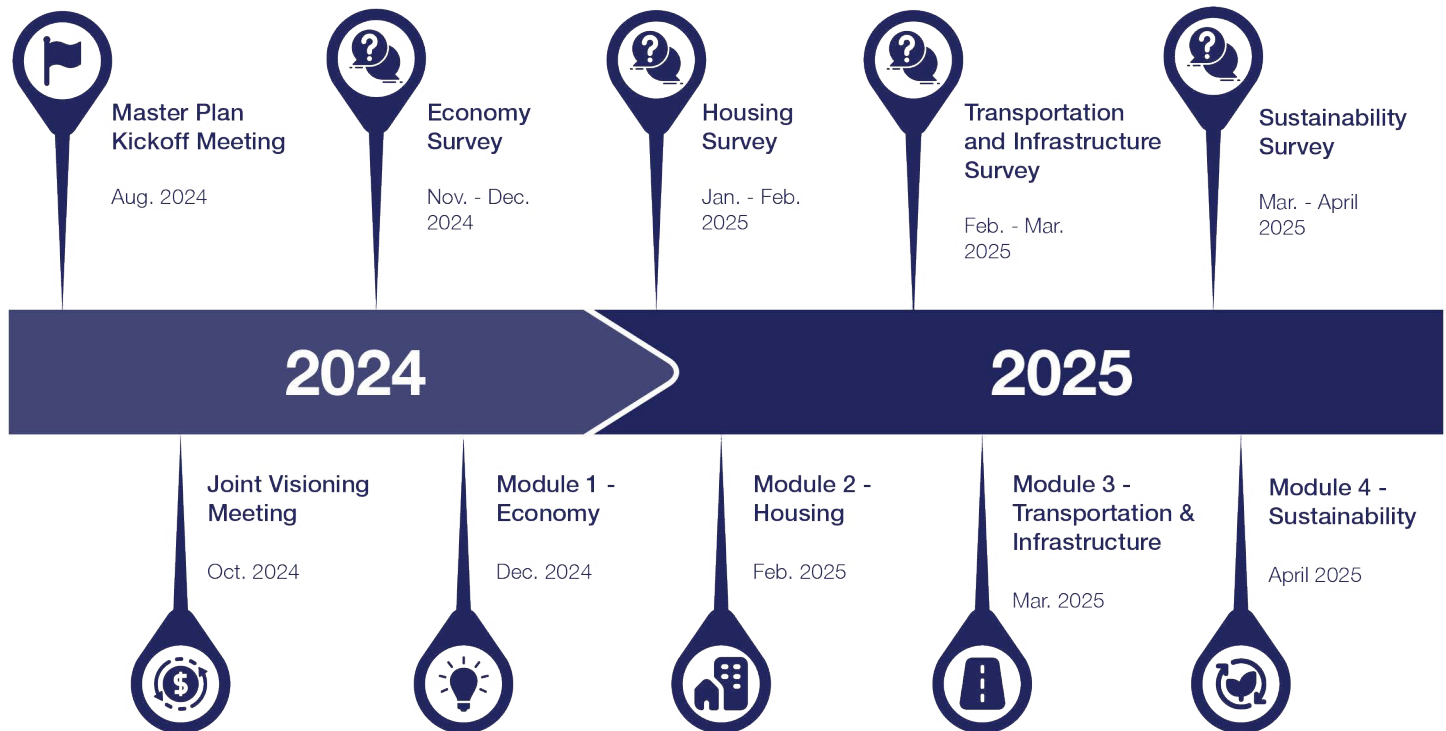 Master Plan
Kickoff Meeting
Aug. 2024
Economy
Survey
Nov. - Dec.
2024
Housing
Survey
Jan. - Feb.
2025
Transportation
and Infrastructure
Survey
Feb. - Mar.
2025
Sustainability
Survey
Mar. - April
2025
2024
2025
Joint Visioning
Meeting
Oct. 2024
Module 1 -
Economy
Dec. 2024
Module 2 -
Housing
Feb. 2025
Module 3 -
Transportation &
Infrastructure
Mar. 2025
Module 4 -
Sustainability
April 2025